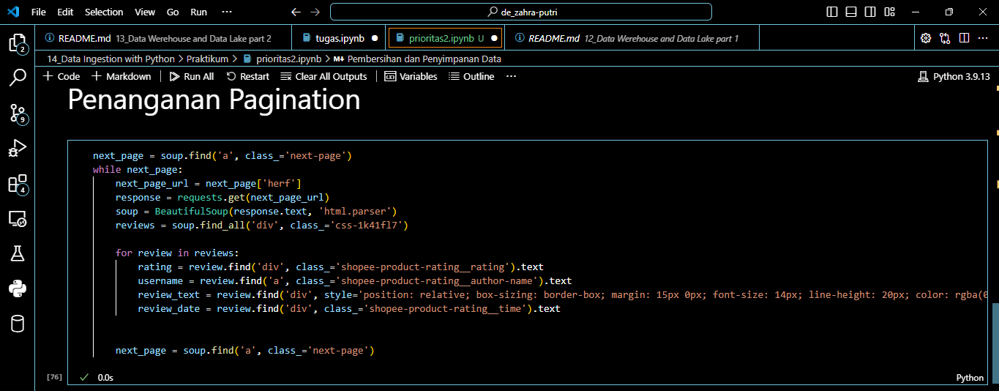 File Edit Selection View Go Run ··· ← → de_zahra-putri
README.md 13_Data Werehouse and Data Lake part 2 tugas.ipynb prioritas2.ipynb U README.md 12_Data Werehouse and Data Lake part 1
14_Data Ingestion with Python > Praktikum > prioritas2.ipynb > M↓ Pembersihan dan Penyimpanan Data
+ Code + Markdown Run All Restart Clear All Outputs Variables Outline ··· Python 3.9.13
2
9
4
Penanganan Pagination
next_page = soup.find('a', class_='next-page')
while next_page:
    next_page_url = next_page['herf']
    response = requests.get(next_page_url)
    soup = BeautifulSoup(response.text, 'html.parser')
    reviews = soup.find_all('div', class_='css-1k41fl7')
    for review in reviews:
        rating = review.find('div', class_='shopee-product-rating__rating').text
        username = review.find('a', class_='shopee-product-rating__author-name').text
        review_text = review.find('div', style='position: relative; box-sizing: border-box; margin: 15px 0px; font-size: 14px; line-height: 20px; color: rgba(0
        review_date = review.find('div', class_='shopee-product-rating__time').text
    next_page = soup.find('a', class_='next-page')
[76] ✓ 0.0s Python